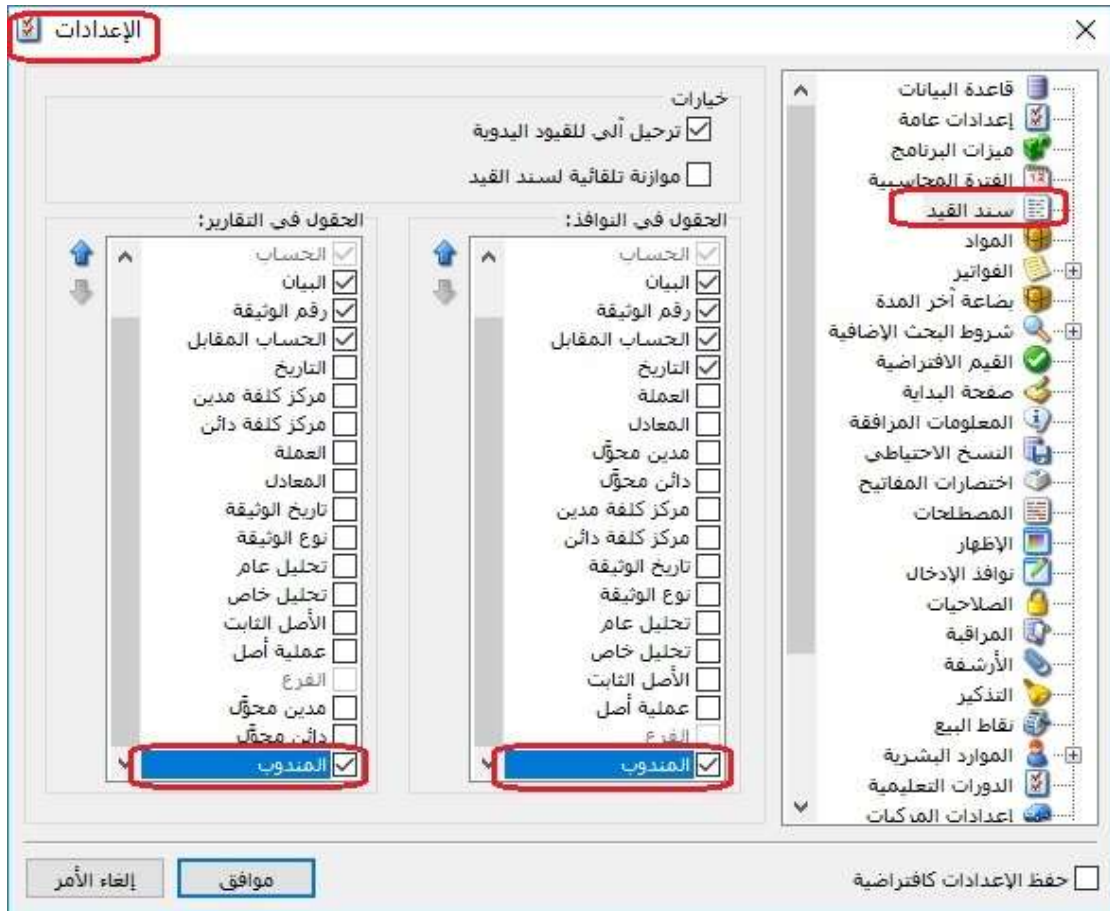 الإعدادات
قاعدة البيانات
إعدادات عامة
ميزات البرنامج
الفترة المحاسبية
سند القيد
المواد
الفواتير
بضاعة آخر المدة
شروط البحث الإضافية
القيم الافتراضية
صفحة البداية
المعلومات المرافقة
النسخ الاحتياطي
اختصارات المفاتيح
المصطلحات
الإظهار
نوافذ الإدخال
الصلاحيات
المراقبة
الأرشفة
التذكير
نقاط البيع
الموارد البشرية
الدورات التعليمية
إعدادات المركبات
خيارات
ترحيل آلي للقيود اليدوية
موازنة تلقائية لسند القيد
الحقول في النوافذ:
الحساب
البيان
رقم الوثيقة
الحساب المقابل
التاريخ
العملة
المعادل
مدين محوَّل
دائن محوَّل
مركز كلفة مدين
مركز كلفة دائن
تاريخ الوثيقة
نوع الوثيقة
تحليل عام
تحليل خاص
الأصل الثابت
عملية أصل
الفرع
المندوب
الحقول في التقارير:
الحساب
البيان
رقم الوثيقة
الحساب المقابل
التاريخ
مركز كلفة مدين
مركز كلفة دائن
العملة
المعادل
تاريخ الوثيقة
نوع الوثيقة
تحليل عام
تحليل خاص
الأصل الثابت
عملية أصل
الفرع
مدين محوَّل
دائن محوَّل
المندوب
حفظ الإعدادات كافتراضية
موافق
إلغاء الأمر